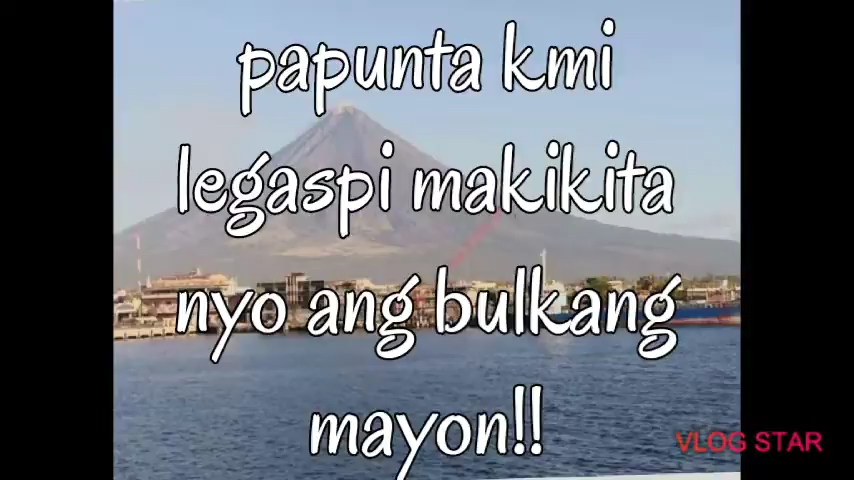 papunta kmi
legaspi makikita
nyo ang bulkang
mayon!!
VLOG STAR